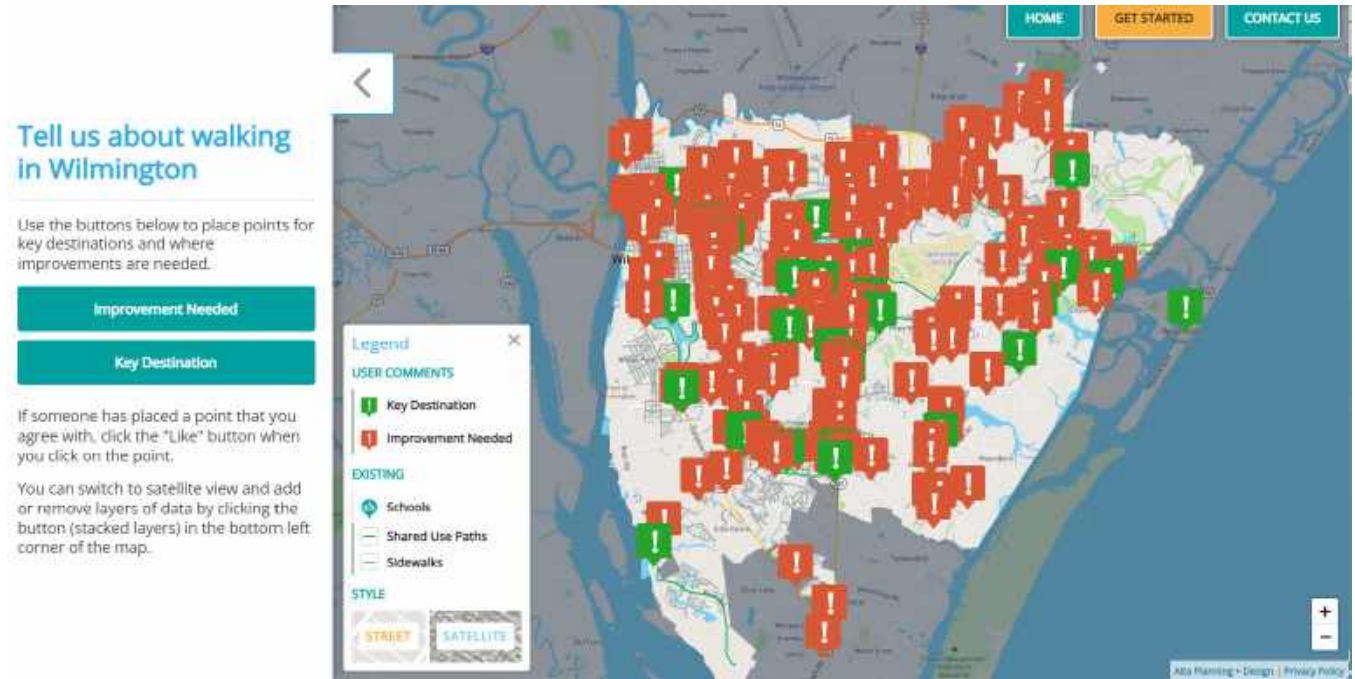 HOME
GET STARTED
CONTACT US
Tell us about walking
in Wilmington
Use the buttons below to place points for
key destinations and where
improvements are needed.
Improvement Needed
Key Destination
If someone has placed a point that you
agree with, click the "Like" button when
you click on the point.
You can switch to satellite view and add
or remove layers of data by clicking the
button (stacked layers) in the bottom left
corner of the map.
Legend
USER COMMENTS
Key Destination
Improvement Needed
EXISTING
Schools
Shared Use Paths
Sidewalks
STYLE
STREET
SATELLITE
+
−
Alta Planning + Design | Privacy Policy